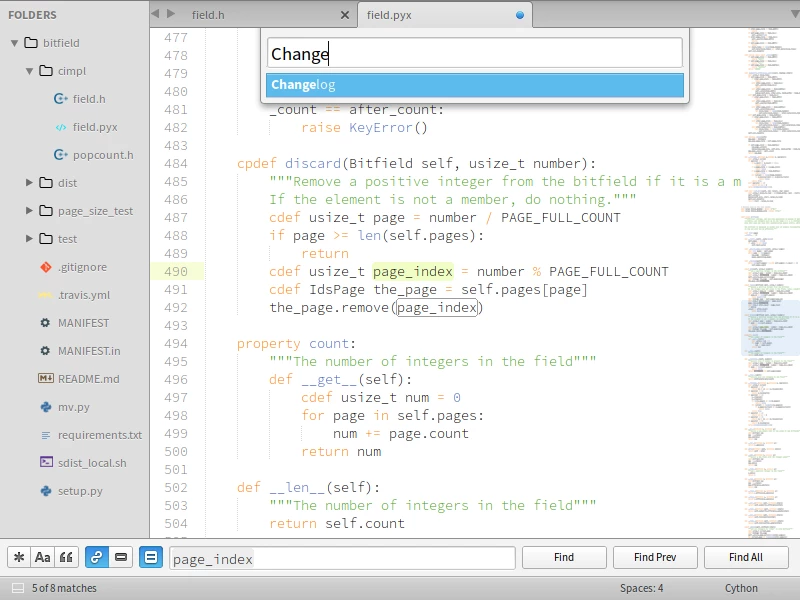 FOLDERS
bitfield
cimpl
field.h
field.pyx
popcount.h
dist
page_size_test
test
.gitignore
.travis.yml
MANIFEST
MANIFEST.in
README.md
mv.py
requirements.txt
sdist_local.sh
setup.py
field.h
field.pyx
Change
Changelog
477
478
479
480
481 _count == after_count:
482 raise KeyError()
483
484 cpdef discard(Bitfield self, usize_t number):
485 """Remove a positive integer from the bitfield if it is a m
486 If the element is not a member, do nothing."""
487 cdef usize_t page = number / PAGE_FULL_COUNT
488 if page >= len(self.pages):
489 return
490 cdef usize_t page_index = number % PAGE_FULL_COUNT
491 cdef IdsPage the_page = self.pages[page]
492 the_page.remove(page_index)
493
494 property count:
495 """The number of integers in the field"""
496 def __get__(self):
497 cdef usize_t num = 0
498 for page in self.pages:
499 num += page.count
500 return num
501
502 def __len__(self):
503 """The number of integers in the field"""
504 return self.count
Aa
page_index
Find
Find Prev
Find All
5 of 8 matches
Spaces: 4
Cython